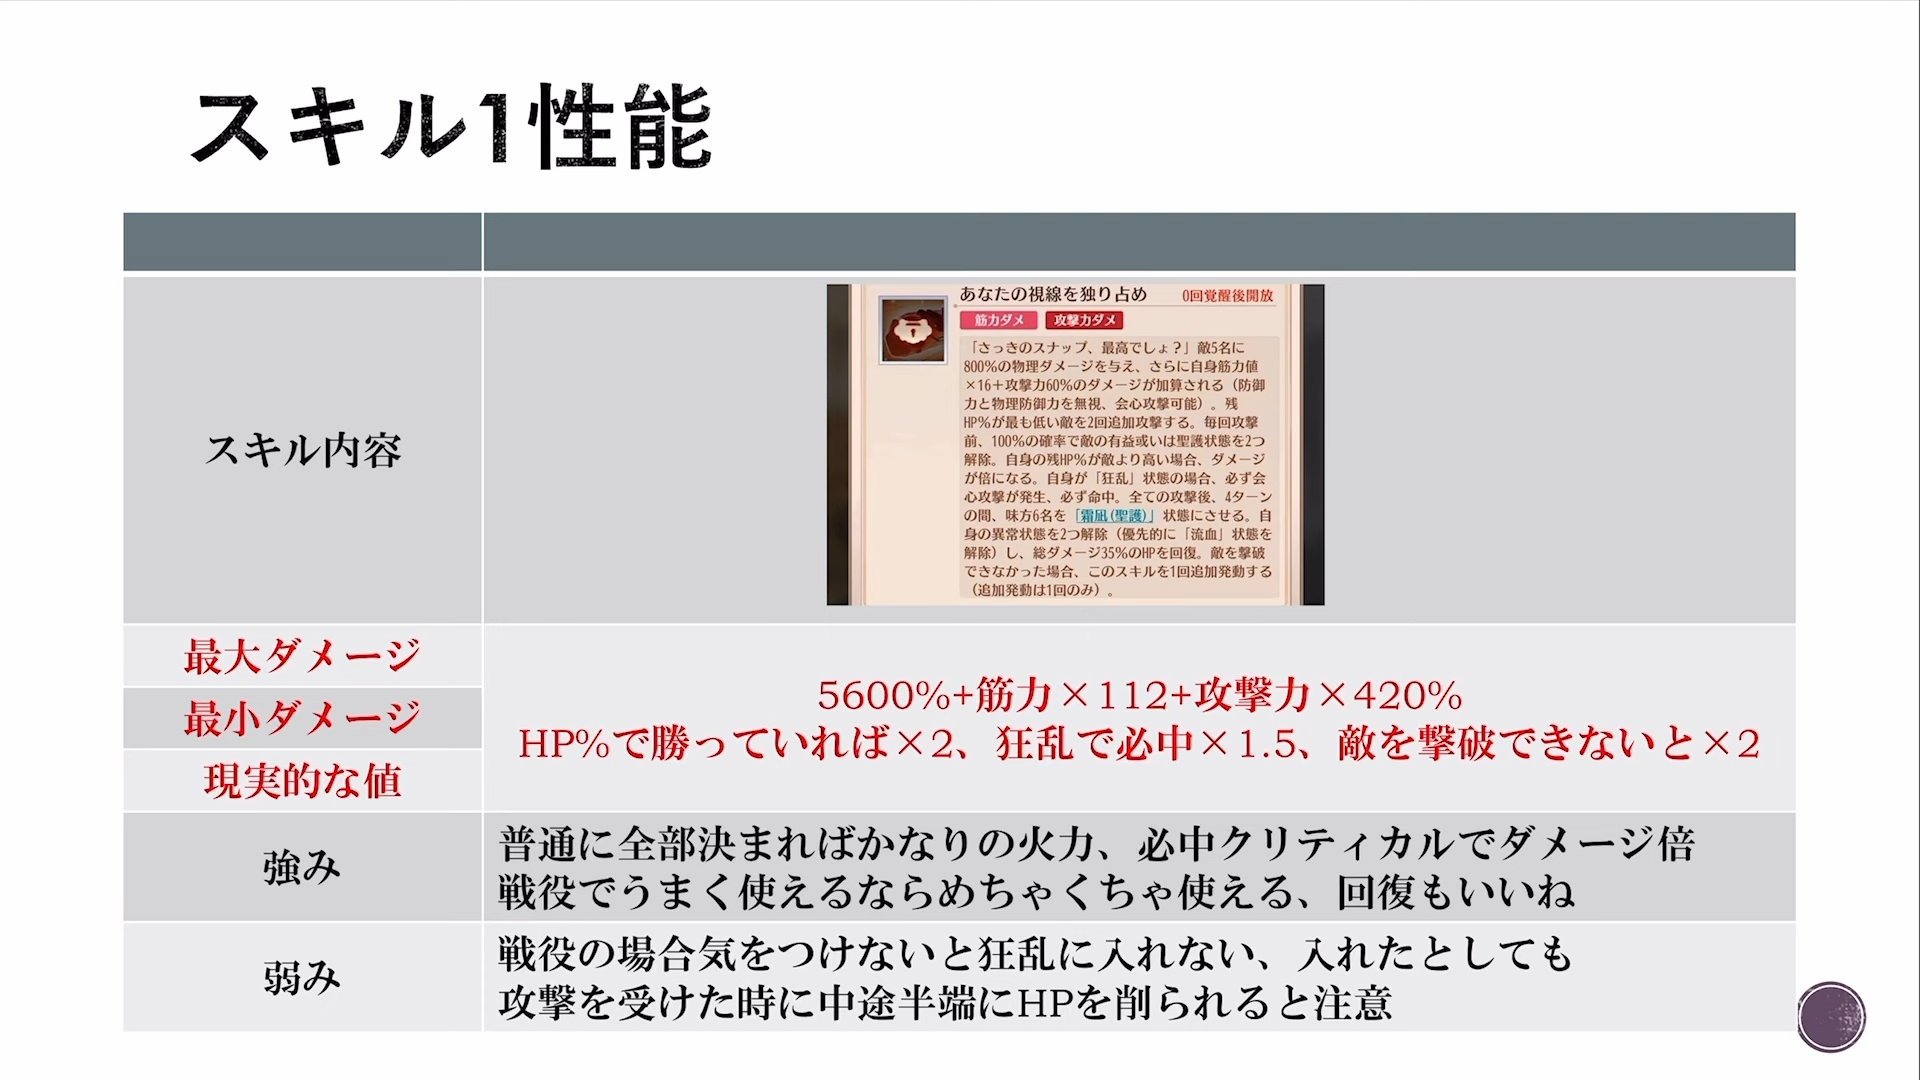 スキル1性能
スキル内容
あなたの視線を独り占め
0回覚醒後開放
筋力ダメ
攻撃力ダメ
「さっきのスナップ、最高でしょ？」敵5名に
800%の物理ダメージを与え、さらに自身筋力値
×16＋攻撃力60%のダメージが加算される（防御
力と物理防御力を無視、会心攻撃可能）。残
HP%が最も低い敵を2回追加攻撃する。毎回攻撃
前、100%の確率で敵の有益或いは聖護状態を2つ
解除。自身の残HP%が敵より高い場合、ダメージ
が倍になる。自身が「狂乱」状態の場合、必ず会
心攻撃が発生、必ず命中。全ての攻撃後、4ターン
の間、味方6名を「霜凪(聖護)」状態にさせる。自
身の異常状態を2つ解除（優先的に「流血」状態を
解除）し、総ダメージ35%のHPを回復。敵を撃破
できなかった場合、このスキルを1回追加発動する
（追加発動は1回のみ）。
最大ダメージ
最小ダメージ
現実的な値
5600%+筋力×112+攻撃力×420%
HP%で勝っていれば×2、狂乱で必中×1.5、敵を撃破できないと×2
強み
普通に全部決まればかなりの火力、必中クリティカルでダメージ倍
戦役でうまく使えるならめちゃくちゃ使える、回復もいいね
弱み
戦役の場合気をつけないと狂乱に入れない、入れたとしても
攻撃を受けた時に中途半端にHPを削られると注意